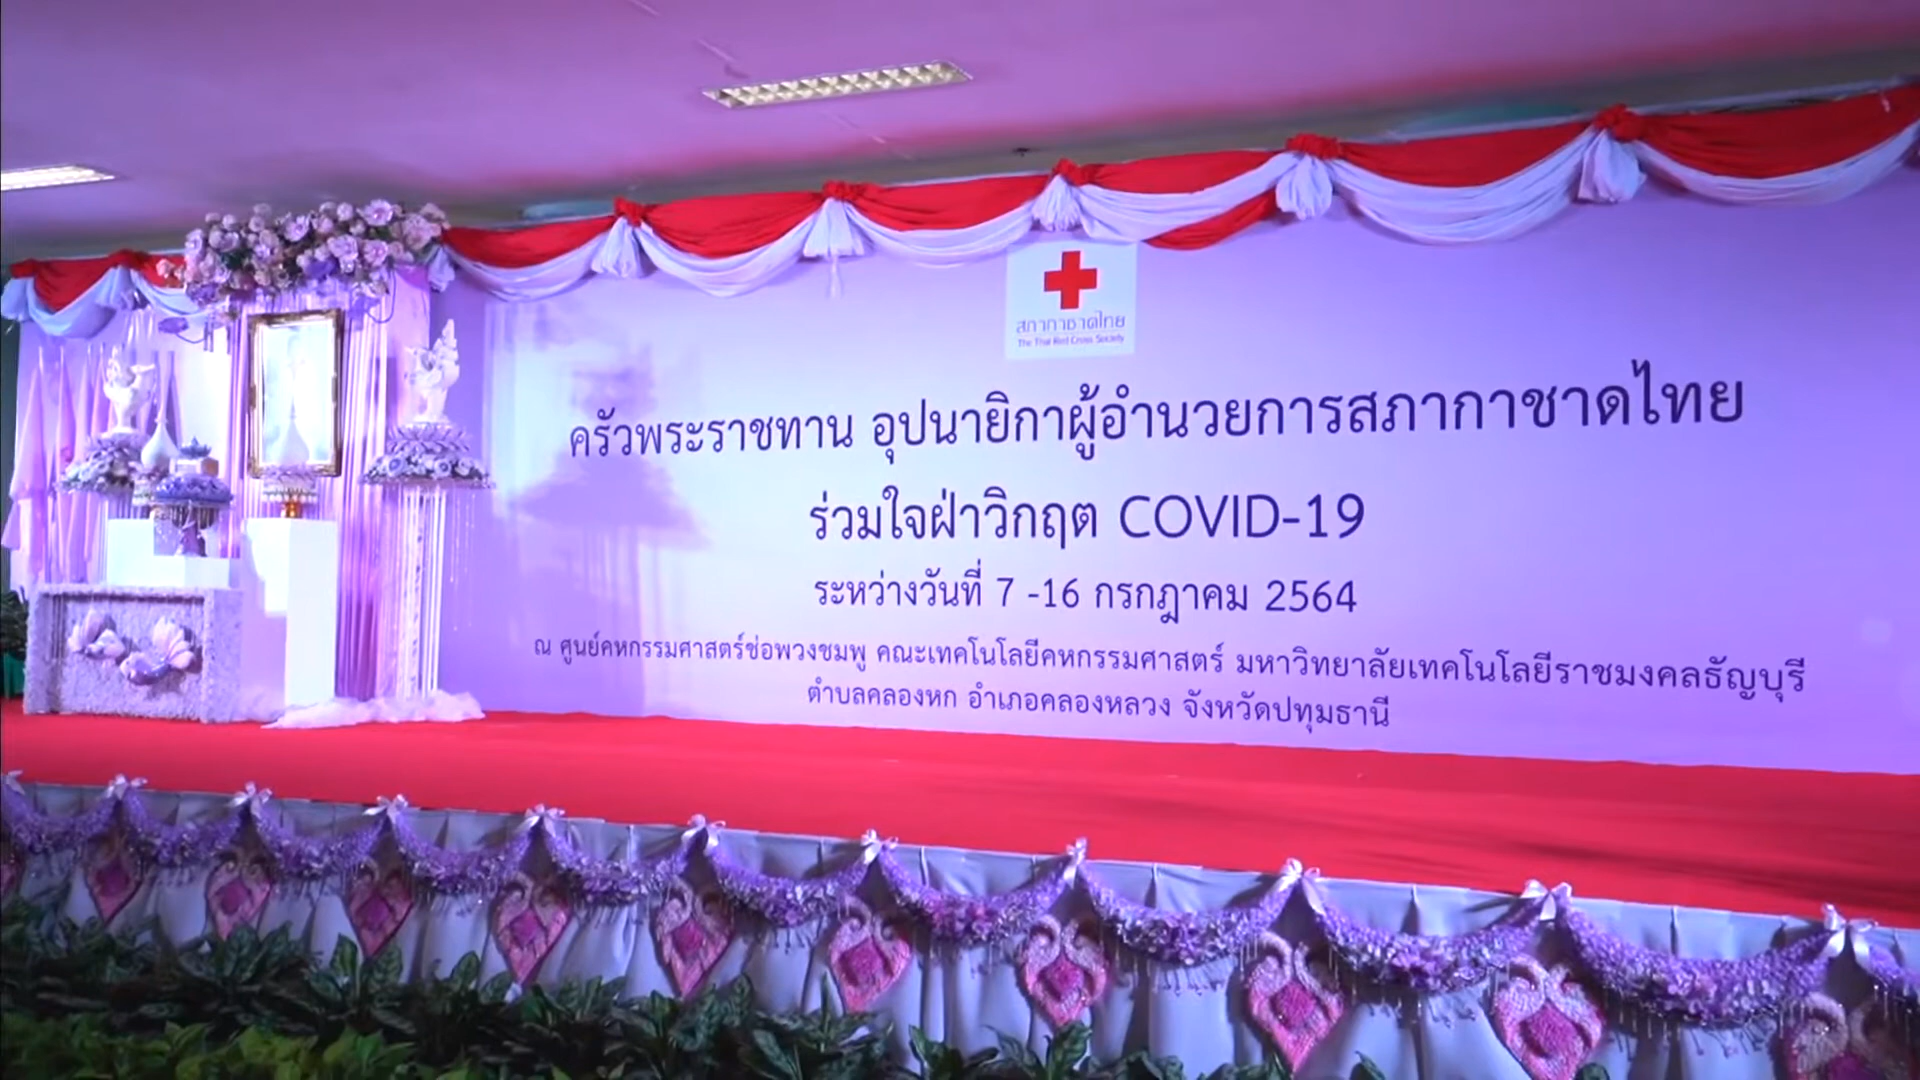 สภากาชาดไทย
The Thai Red Cross Society
ครัวพระราชทาน อุปนายิกาผู้อำนวยการสภากาชาดไทย
ร่วมใจฝ่าวิกฤต COVID-19
ระหว่างวันที่ 7 -16 กรกฎาคม 2564
ณ ศูนย์คหกรรมศาสตร์ช่อพวงชมพู คณะเทคโนโลยีคหกรรมศาสตร์ มหาวิทยาลัยเทคโนโลยีราชมงคลธัญบุรี
ตำบลคลองหก อำเภอคลองหลวง จังหวัดปทุมธานี